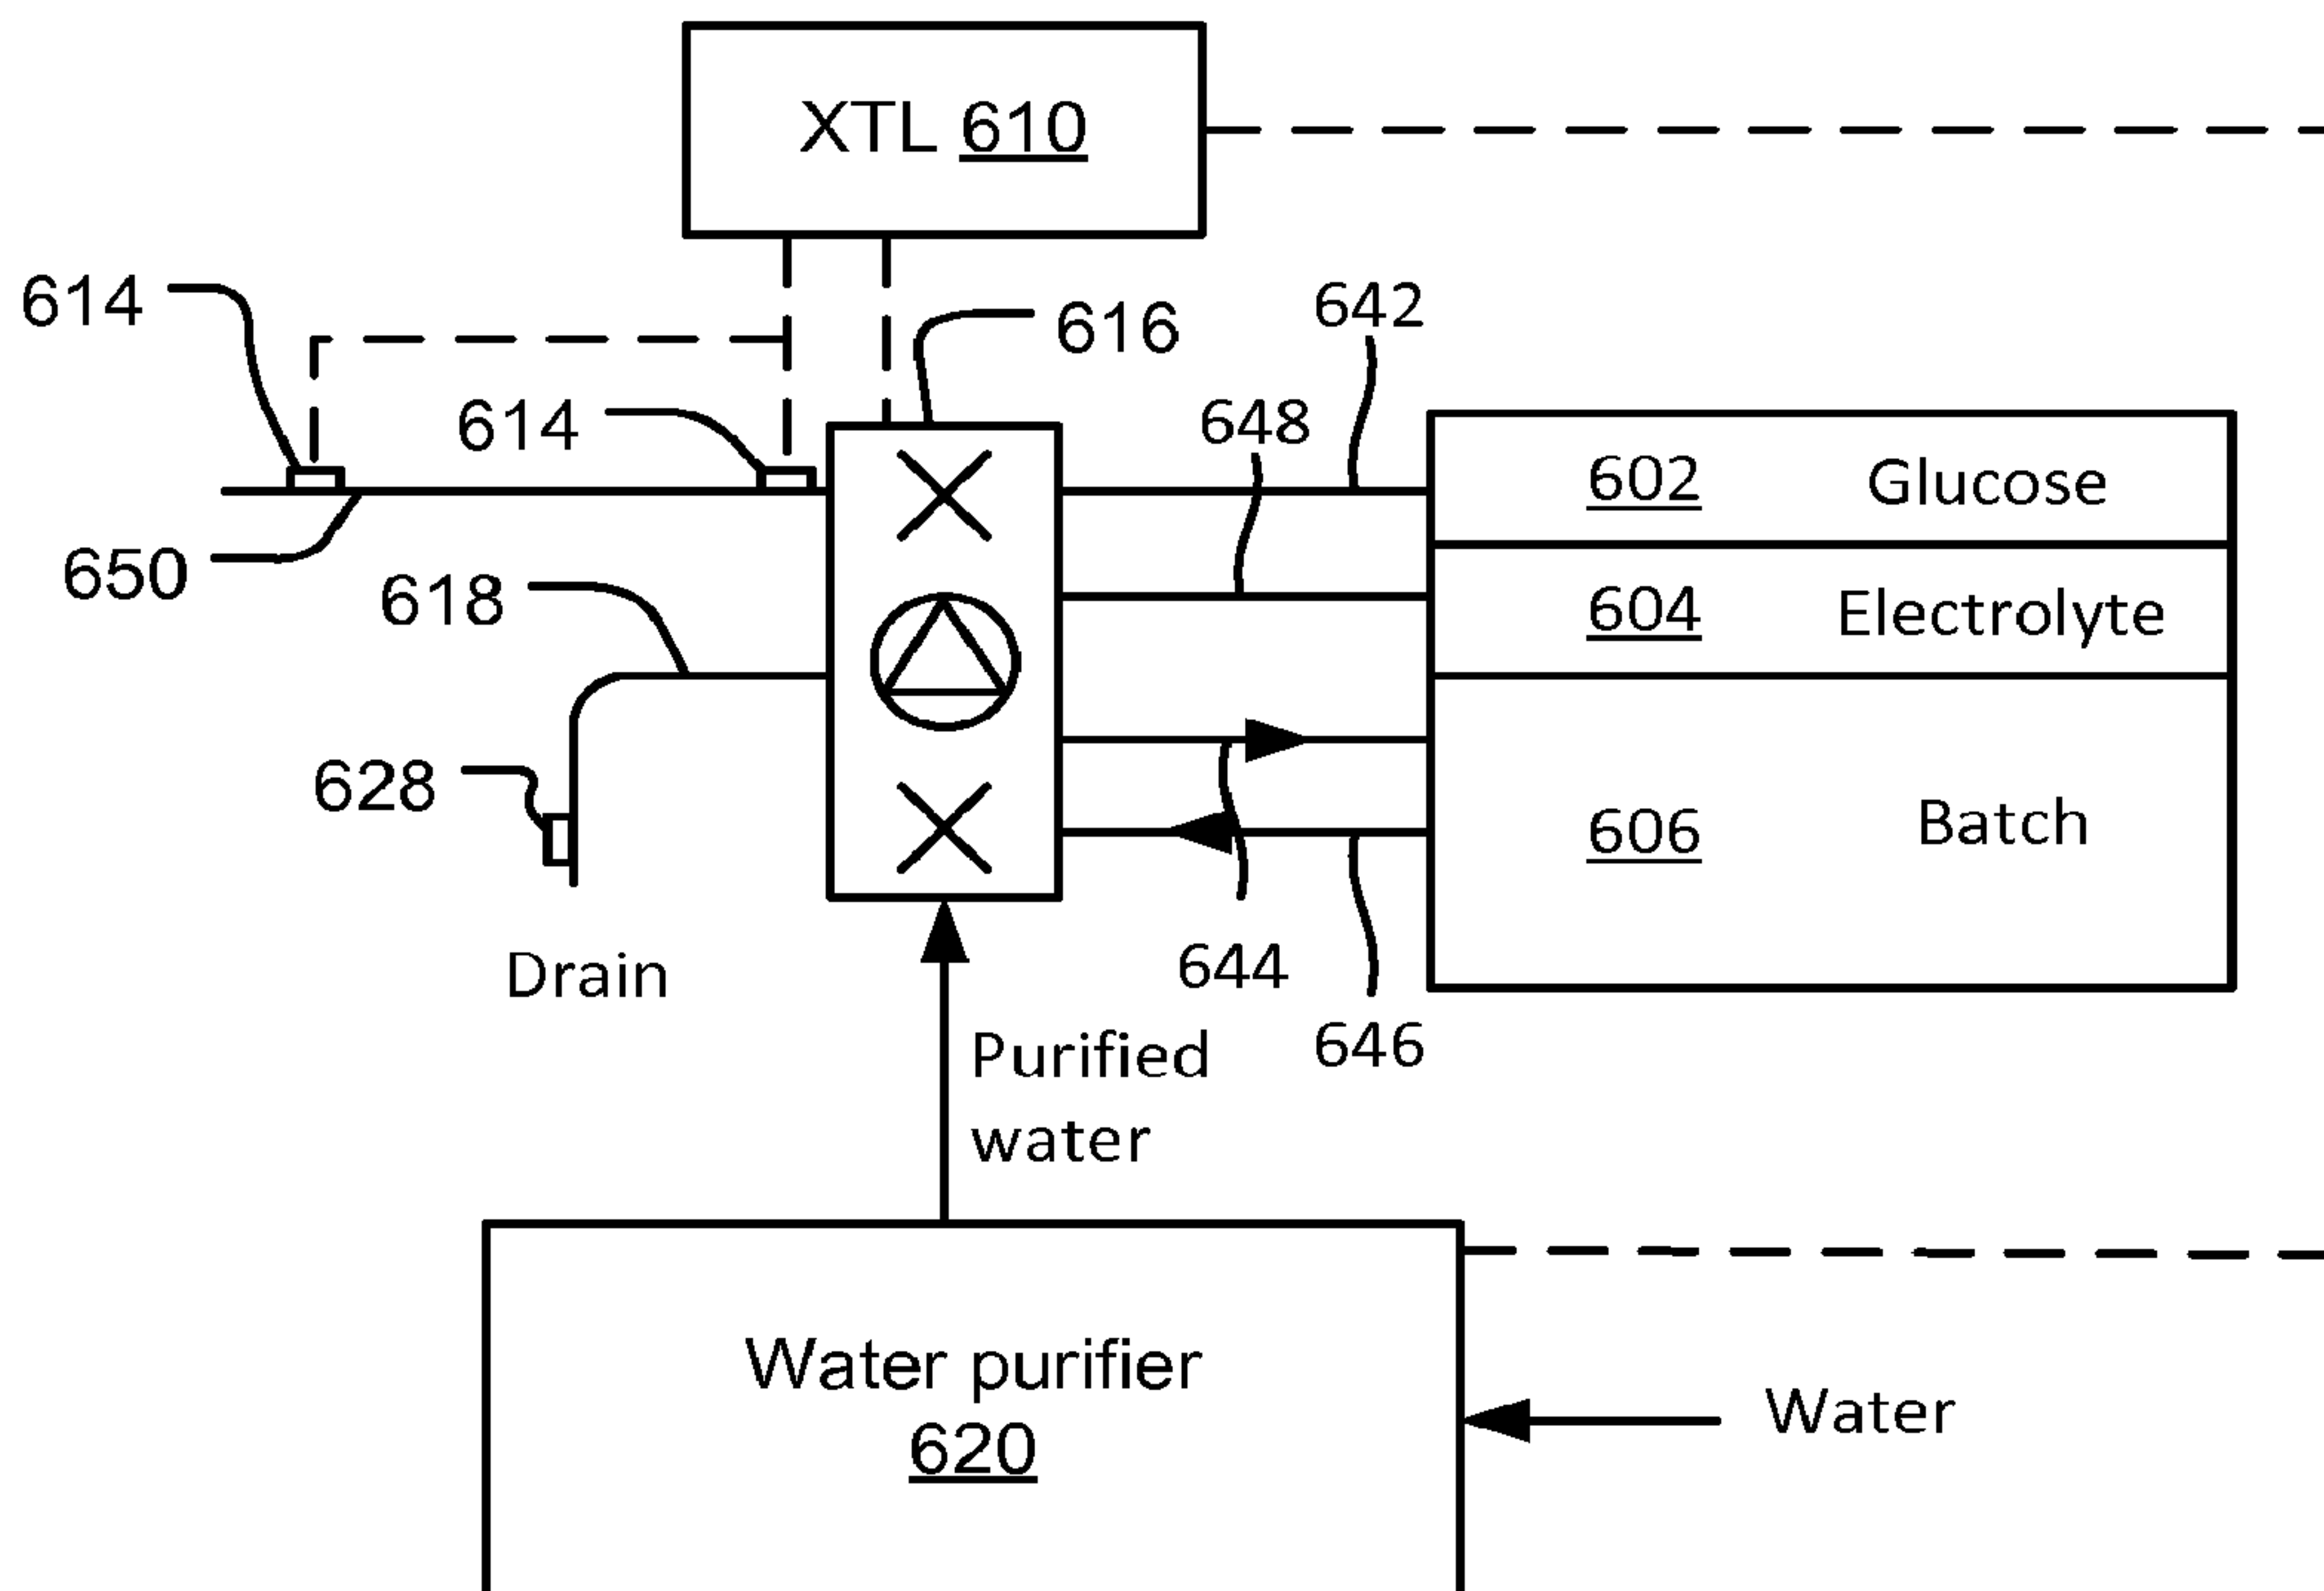 XTL 610
614
616
642
614
648
602 Glucose
650
618
604 Electrolyte
628
606 Batch
Drain
644
646
Purified
water
Water purifier
620
Water